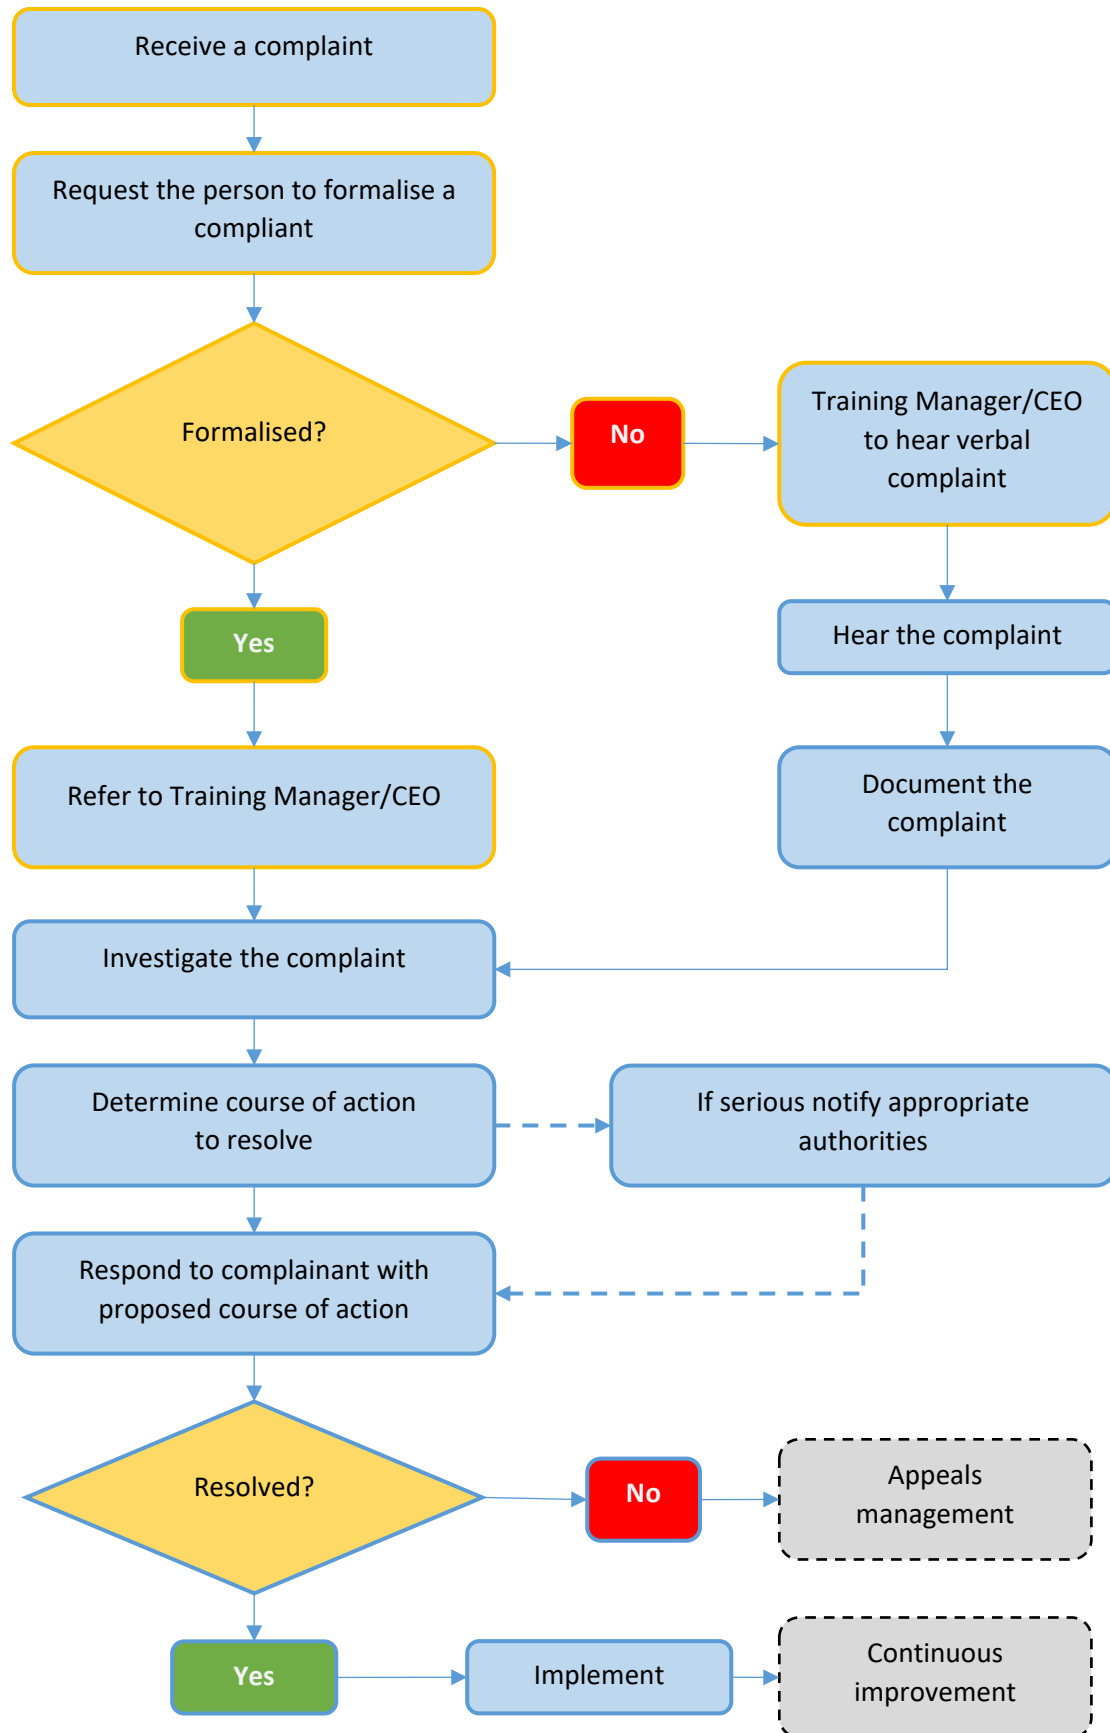 Receive a complaint
Request the person to formalise a
compliant
Formalised?
No
Training Manager/CEO
to hear verbal
complaint
Yes
Hear the complaint
Refer to Training Manager/CEO
Document the
complaint
Investigate the complaint
Determine course of action
to resolve
If serious notify appropriate
authorities
Respond to complainant with
proposed course of action
Resolved?
No
Appeals
management
Yes
Implement
Continuous
improvement